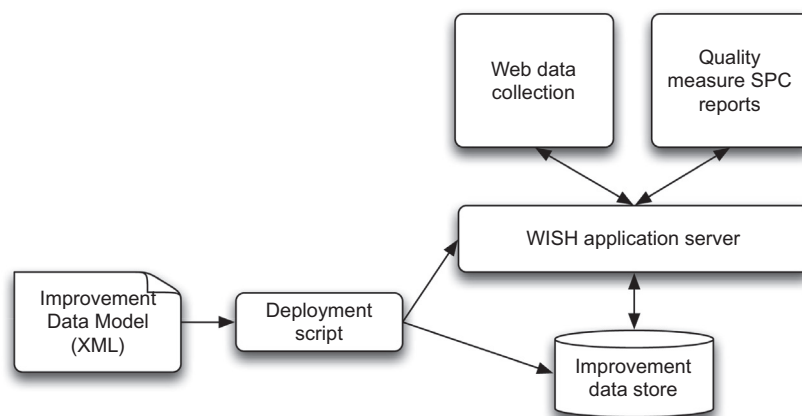 Web data
collection
Quality
measure SPC
reports
WISH application server
Improvement
Data Model
(XML)
Deployment
script
Improvement
data store